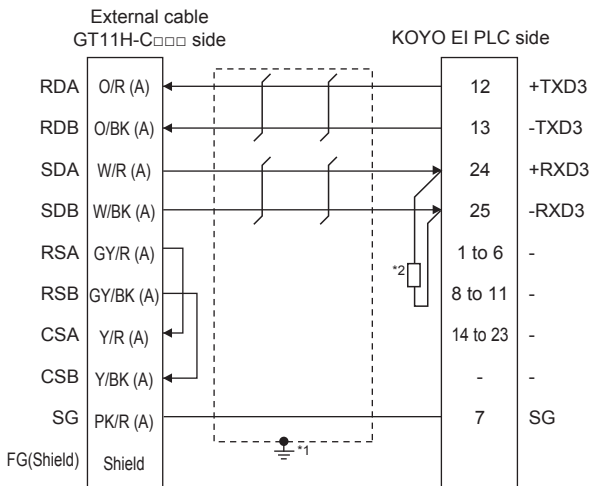 External cable
GT11H-C□□□ side
KOYO EI PLC side
RDA O/R (A) 12 +TXD3
RDB O/BK (A) 13 -TXD3
SDA W/R (A) 24 +RXD3
SDB W/BK (A) 25 -RXD3
RSA GY/R (A) 1 to 6 -
*2
RSB GY/BK (A) 8 to 11 -
CSA Y/R (A) 14 to 23 -
CSB Y/BK (A) - -
SG PK/R (A) 7 SG
*1
FG(Shield) Shield